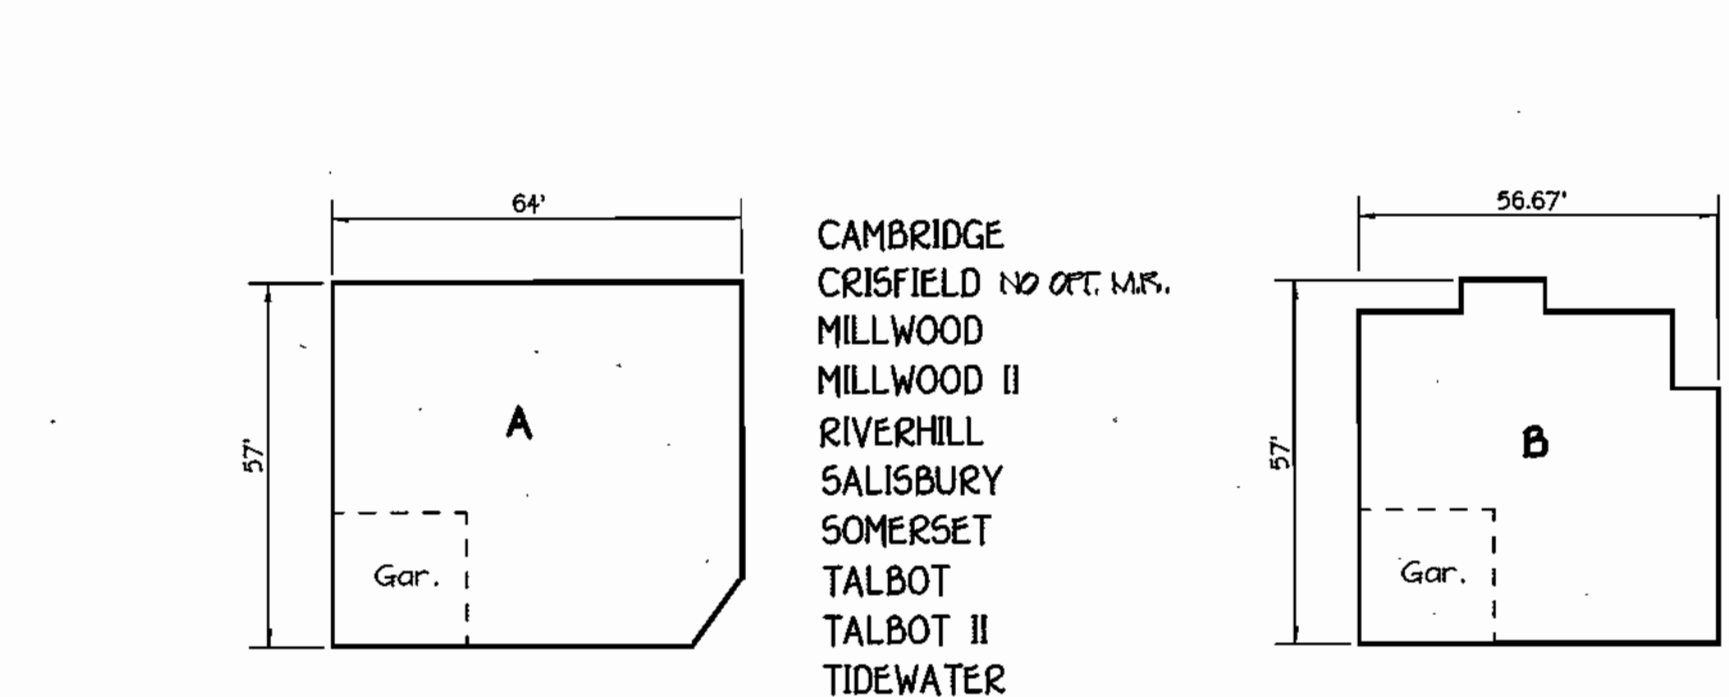 64'
57'
A
Gar.
CAMBRIDGE
CRISFIELD NO OPT. M.R.
MILLWOOD
MILLWOOD II
RIVERHILL
SALISBURY
SOMERSET
TALBOT
TALBOT II
TIDEWATER
56.67'
57'
B
Gar.